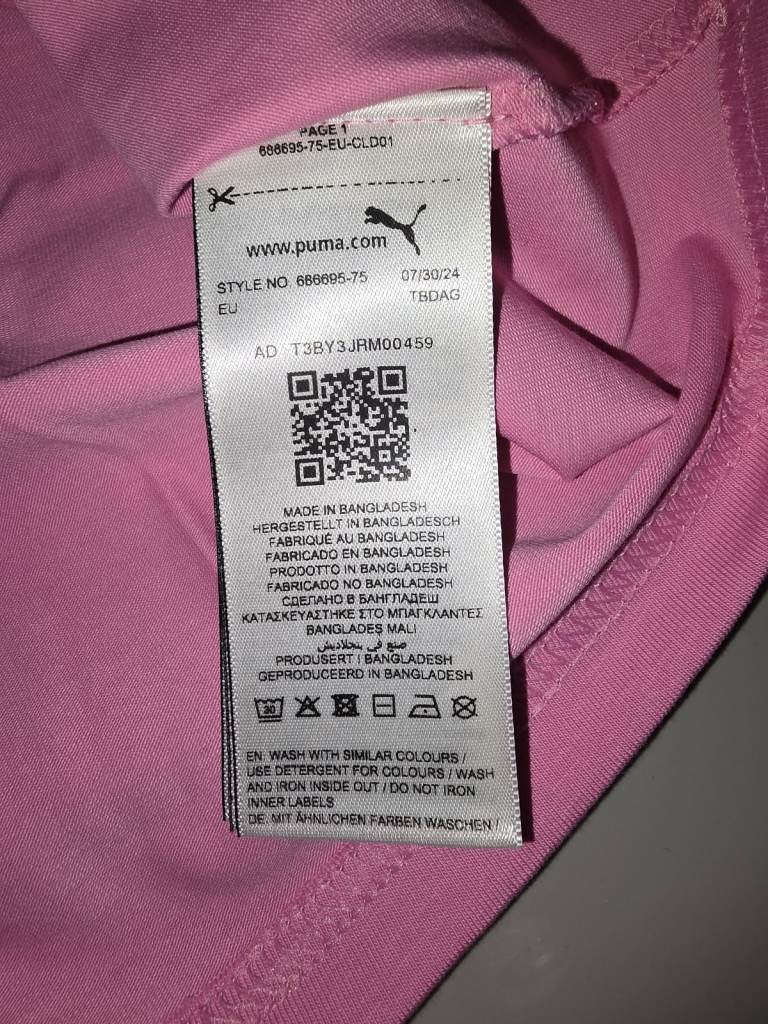 PAGE 1
686695-75-EU-CLD01
www.puma.com
STYLE NO. 686695-75 07/30/24
EU TBDAG
AD T3BY3JRM00459
MADE IN BANGLADESH
HERGESTELLT IN BANGLADESCH
FABRIQUÉ AU BANGLADESH
FABRICADO EN BANGLADESH
PRODOTTO IN BANGLADESH
FABRICADO NO BANGLADESH
СДЕЛАНО В БАНГЛАДЕШ
ΚΑΤΑΣΚΕΥΑΣΤΗΚΕ ΣΤΟ ΜΠΑΓΚΛΑΝΤΕΣ
BANGLADEŞ MALI
صنع في بنجلاديش
PRODUSERT I BANGLADESH
GEPRODUCEERD IN BANGLADESH
30
EN: WASH WITH SIMILAR COLOURS /
USE DETERGENT FOR COLOURS / WASH
AND IRON INSIDE OUT / DO NOT IRON
INNER LABELS
DE: MIT ÄHNLICHEN FARBEN WASCHEN /